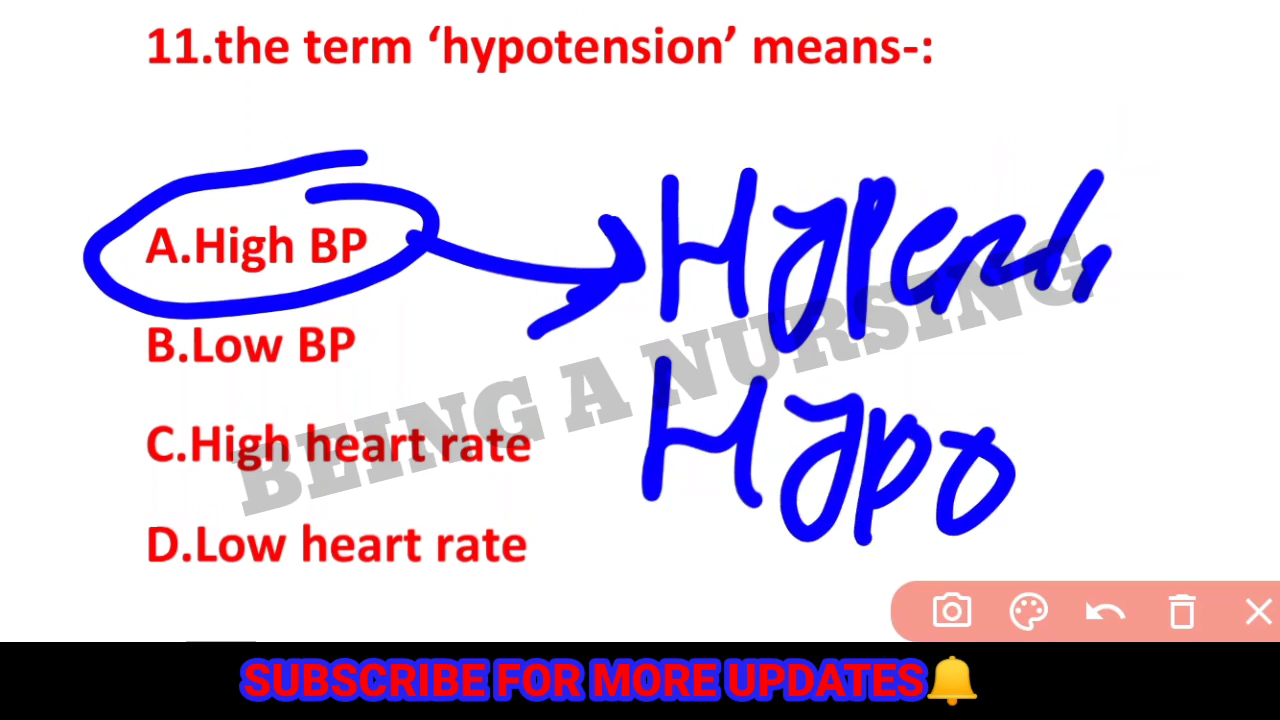 11.the term ‘hypotension’ means-:
A.High BP
B.Low BP
C.High heart rate
D.Low heart rate
Hypo
BEING A NURSING
SUBSCRIBE FOR MORE UPDATES🔔